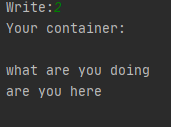 Write:2
Your container:
what are you doing
are you here